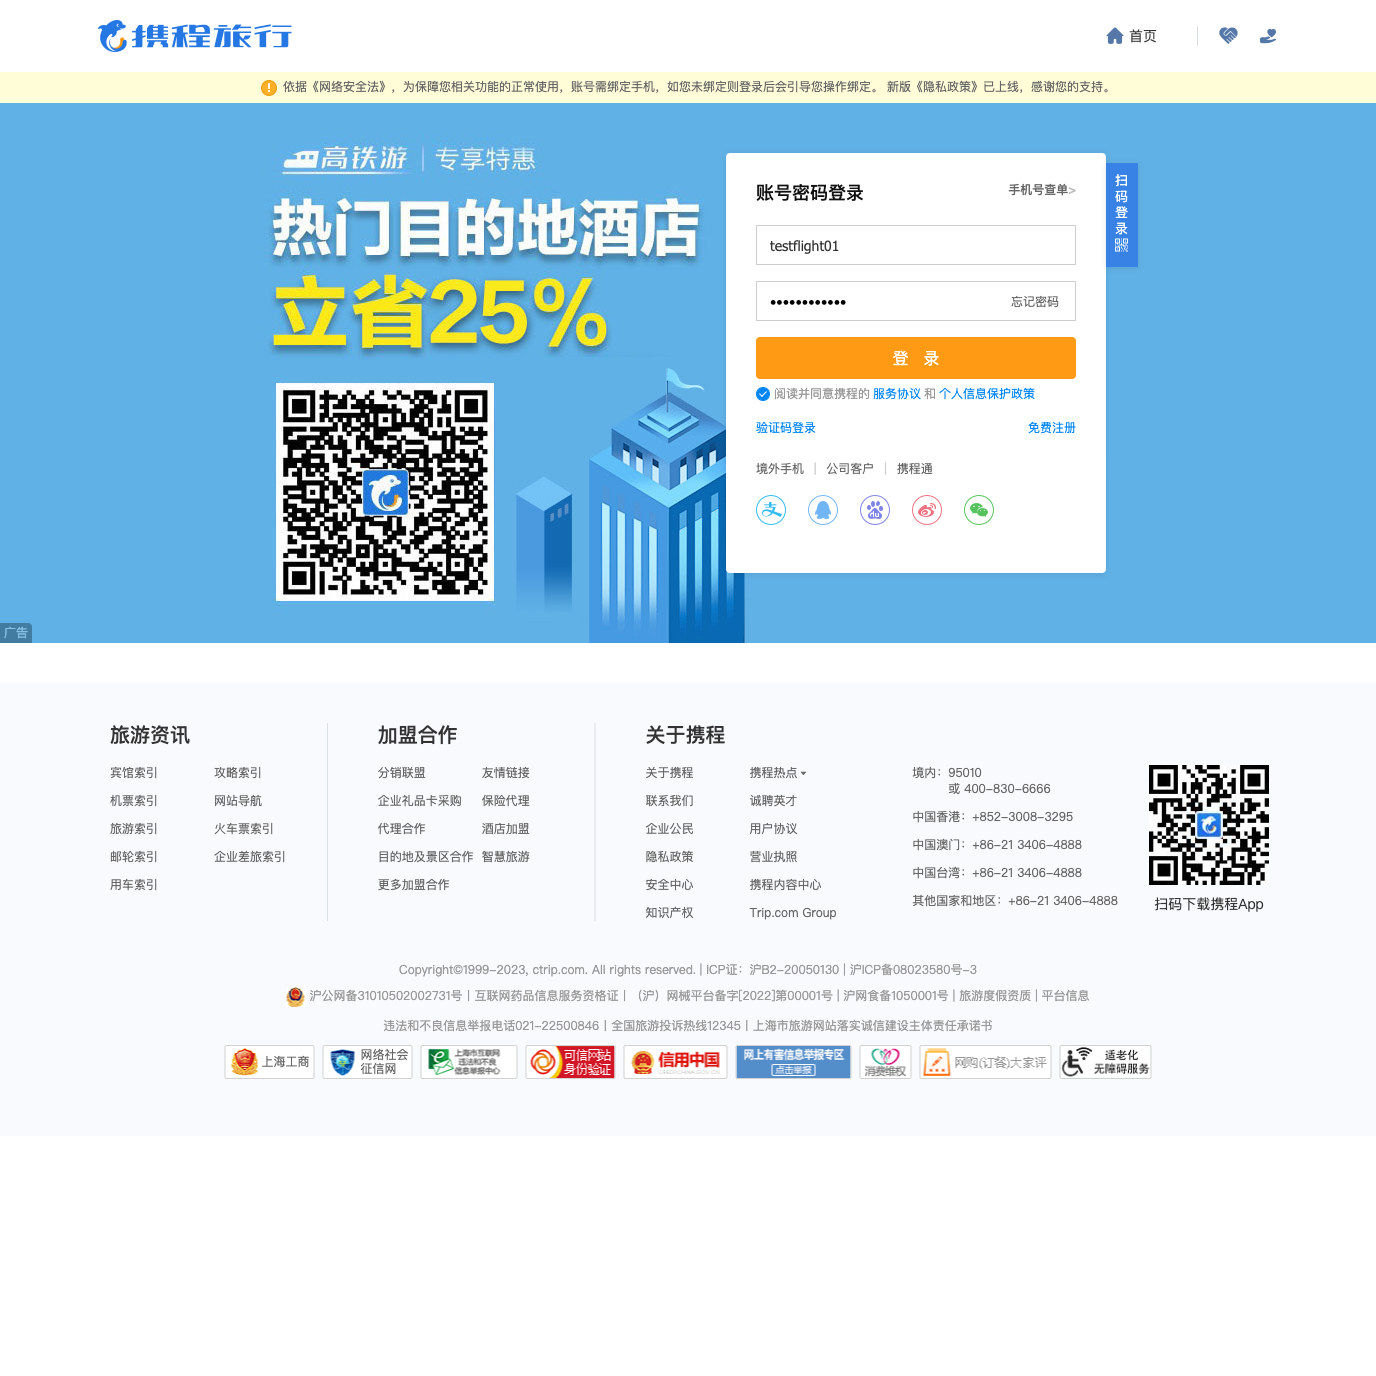 携程旅行
首页
依据《网络安全法》，为保障您相关功能的正常使用，账号需绑定手机，如您未绑定则登录后会引导您操作绑定。 新版《隐私政策》已上线，感谢您的支持。
高铁游 | 专享特惠
热门目的地酒店
立省25%
广告
账号密码登录
手机号查单>
扫码登录
testflight01
••••••••••••
忘记密码
登 录
阅读并同意携程的 服务协议 和 个人信息保护政策
验证码登录
免费注册
境外手机 | 公司客户 | 携程通
旅游资讯
宾馆索引 攻略索引
机票索引 网站导航
旅游索引 火车票索引
邮轮索引 企业差旅索引
用车索引
加盟合作
分销联盟 友情链接
企业礼品卡采购 保险代理
代理合作 酒店加盟
目的地及景区合作 智慧旅游
更多加盟合作
关于携程
关于携程 携程热点
联系我们 诚聘英才
企业公民 用户协议
隐私政策 营业执照
安全中心 携程内容中心
知识产权 Trip.com Group
境内：95010
或 400-830-6666
中国香港：+852-3008-3295
中国澳门：+86-21 3406-4888
中国台湾：+86-21 3406-4888
其他国家和地区：+86-21 3406-4888
扫码下载携程App
Copyright©1999-2023, ctrip.com. All rights reserved. | ICP证：沪B2-20050130 | 沪ICP备08023580号-3
沪公网备31010502002731号 | 互联网药品信息服务资格证 | （沪）网械平台备字[2022]第00001号 | 沪网食备1050001号 | 旅游度假资质 | 平台信息
违法和不良信息举报电话021-22500846 | 全国旅游投诉热线12345 | 上海市旅游网站落实诚信建设主体责任承诺书
上海工商
网络社会
征信网
上海市互联网
违法和不良
信息举报中心
可信网站
身份验证
信用中国
网上有害信息举报专区
点击举报
消费维权
网购(订餐)大家评
适老化
无障碍服务